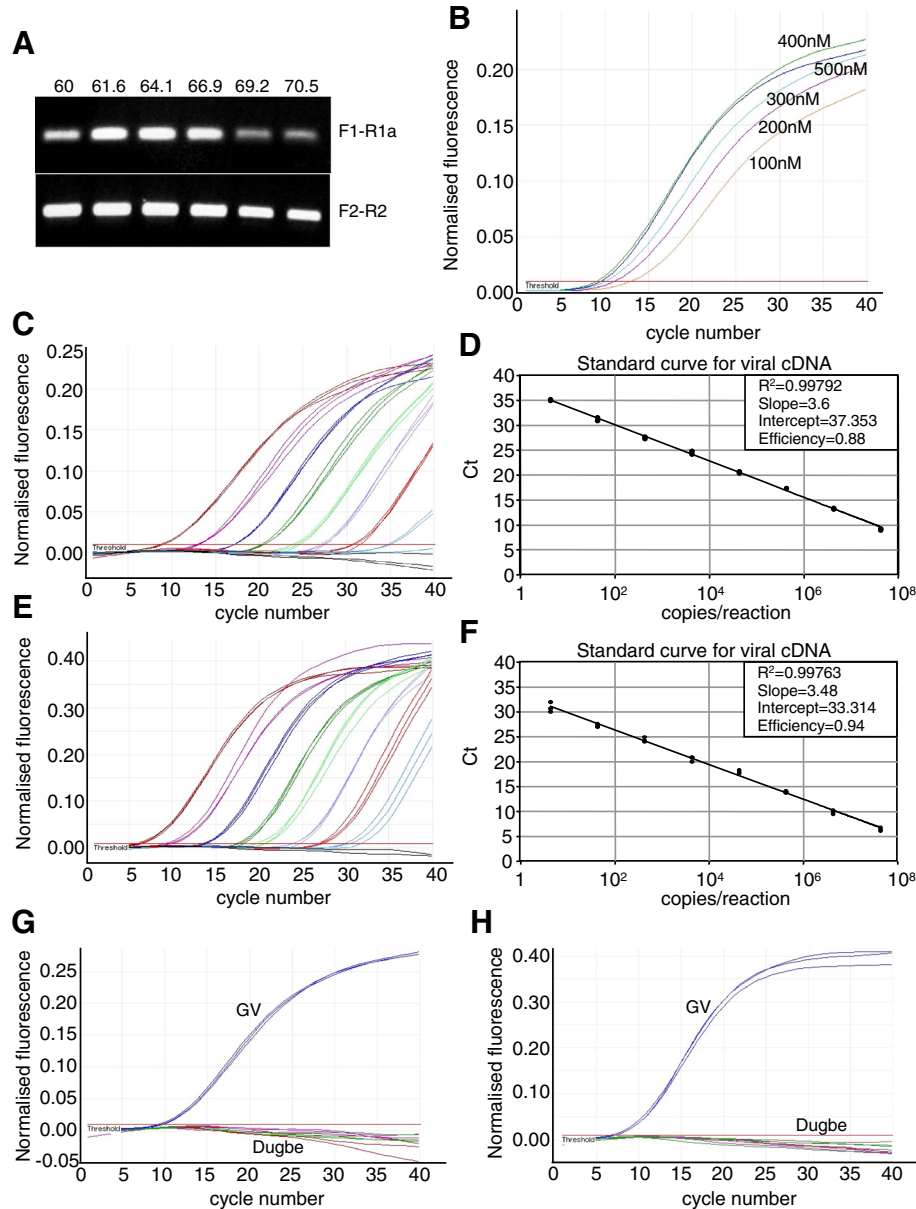 A
60 61.6 64.1 66.9 69.2 70.5
F1-R1a
F2-R2
B
Normalised fluorescence
0.20
0.15
0.10
0.05
0.00
400nM
500nM
300nM
200nM
100nM
Threshold
0 5 10 15 20 25 30 35 40
cycle number
C
Normalised fluorescence
0.25
0.20
0.15
0.10
0.05
0.00
Threshold
0 5 10 15 20 25 30 35 40
cycle number
D
Standard curve for viral cDNA
R²=0.99792
Slope=3.6
Intercept=37.353
Efficiency=0.88
Ct
40
35
30
25
20
15
10
5
0
1 10² 10⁴ 10⁶ 10⁸
copies/reaction
E
Normalised fluorescence
0.40
0.30
0.20
0.10
0.00
Threshold
0 5 10 15 20 25 30 35 40
cycle number
F
Standard curve for viral cDNA
R²=0.99763
Slope=3.48
Intercept=33.314
Efficiency=0.94
Ct
40
35
30
25
20
15
10
5
0
1 10² 10⁴ 10⁶ 10⁸
copies/reaction
G
Normalised fluorescence
0.25
0.20
0.15
0.10
0.05
0.00
-0.05
GV
Threshold
Dugbe
0 5 10 15 20 25 30 35 40
cycle number
H
Normalised fluorescence
0.40
0.30
0.20
0.10
0.00
GV
Threshold
Dugbe
0 5 10 15 20 25 30 35 40
cycle number